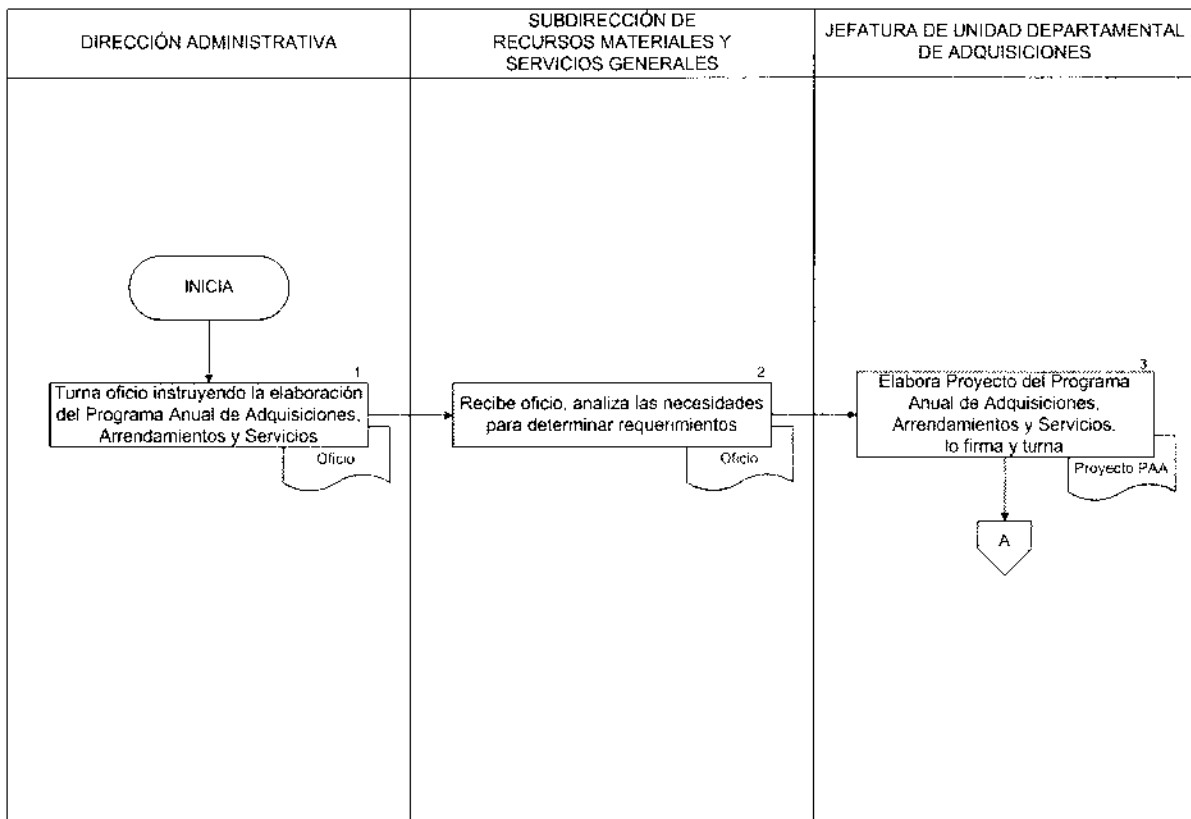 DIRECCIÓN ADMINISTRATIVA
SUBDIRECCIÓN DE
RECURSOS MATERIALES Y
SERVICIOS GENERALES
JEFATURA DE UNIDAD DEPARTAMENTAL
DE ADQUISICIONES
INICIA
1
Turna oficio instruyendo la elaboración
del Programa Anual de Adquisiciones,
Arrendamientos y Servicios
Oficio
2
Recibe oficio, analiza las necesidades
para determinar requerimientos
Oficio
3
Elabora Proyecto del Programa
Anual de Adquisiciones,
Arrendamientos y Servicios.
lo firma y turna
Proyecto PAA
A